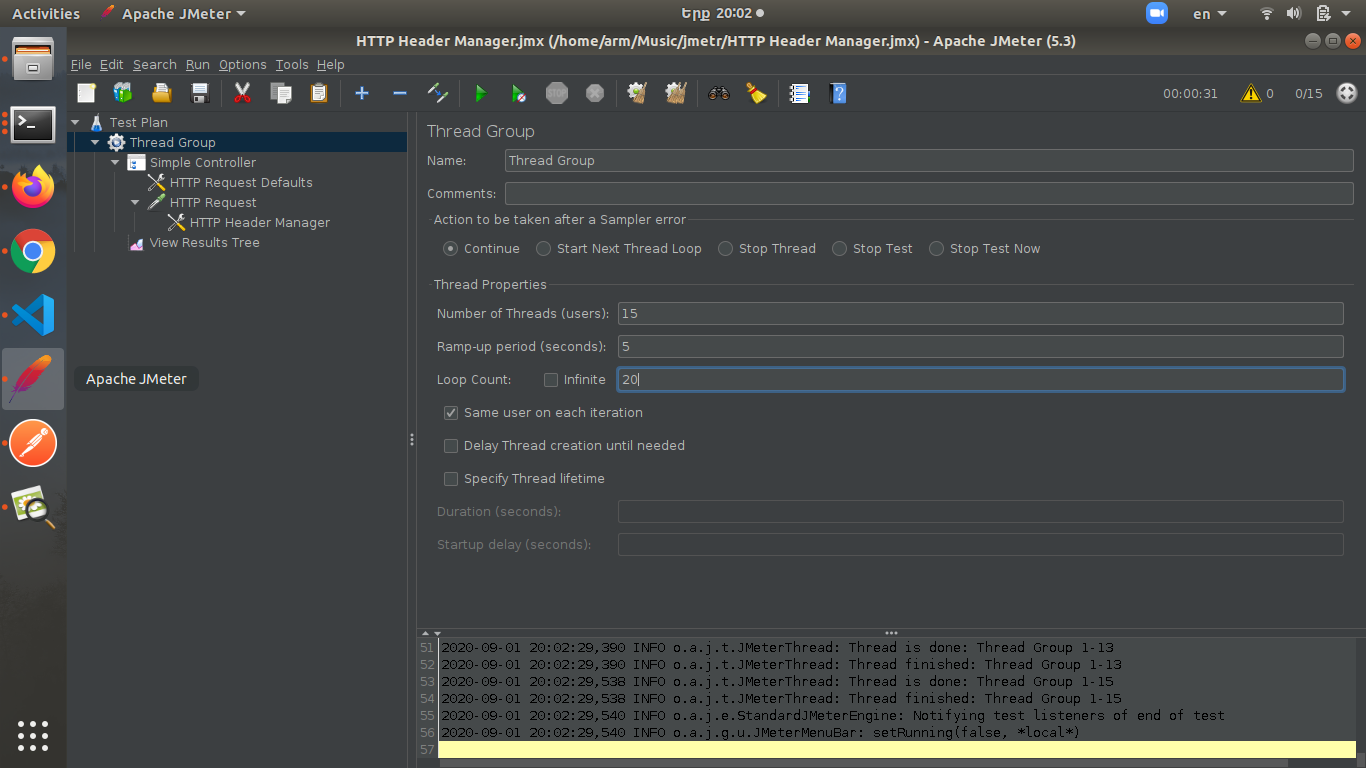 Activities
Apache JMeter
Երք 20:02
en
HTTP Header Manager.jmx (/home/arm/Music/jmetr/HTTP Header Manager.jmx) - Apache JMeter (5.3)
File Edit Search Run Options Tools Help
STOP
00:00:31
0
0/15
Test Plan
Thread Group
Simple Controller
HTTP Request Defaults
HTTP Request
HTTP Header Manager
View Results Tree
Apache JMeter
Thread Group
Name: Thread Group
Comments:
Action to be taken after a Sampler error
Continue Start Next Thread Loop Stop Thread Stop Test Stop Test Now
Thread Properties
Number of Threads (users): 15
Ramp-up period (seconds): 5
Loop Count: Infinite 20
Same user on each iteration
Delay Thread creation until needed
Specify Thread lifetime
Duration (seconds):
Startup delay (seconds):
51 2020-09-01 20:02:29,390 INFO o.a.j.t.JMeterThread: Thread is done: Thread Group 1-13
52 2020-09-01 20:02:29,390 INFO o.a.j.t.JMeterThread: Thread finished: Thread Group 1-13
53 2020-09-01 20:02:29,538 INFO o.a.j.t.JMeterThread: Thread is done: Thread Group 1-15
54 2020-09-01 20:02:29,538 INFO o.a.j.t.JMeterThread: Thread finished: Thread Group 1-15
55 2020-09-01 20:02:29,540 INFO o.a.j.e.StandardJMeterEngine: Notifying test listeners of end of test
56 2020-09-01 20:02:29,540 INFO o.a.j.g.u.JMeterMenuBar: setRunning(false, *local*)
57